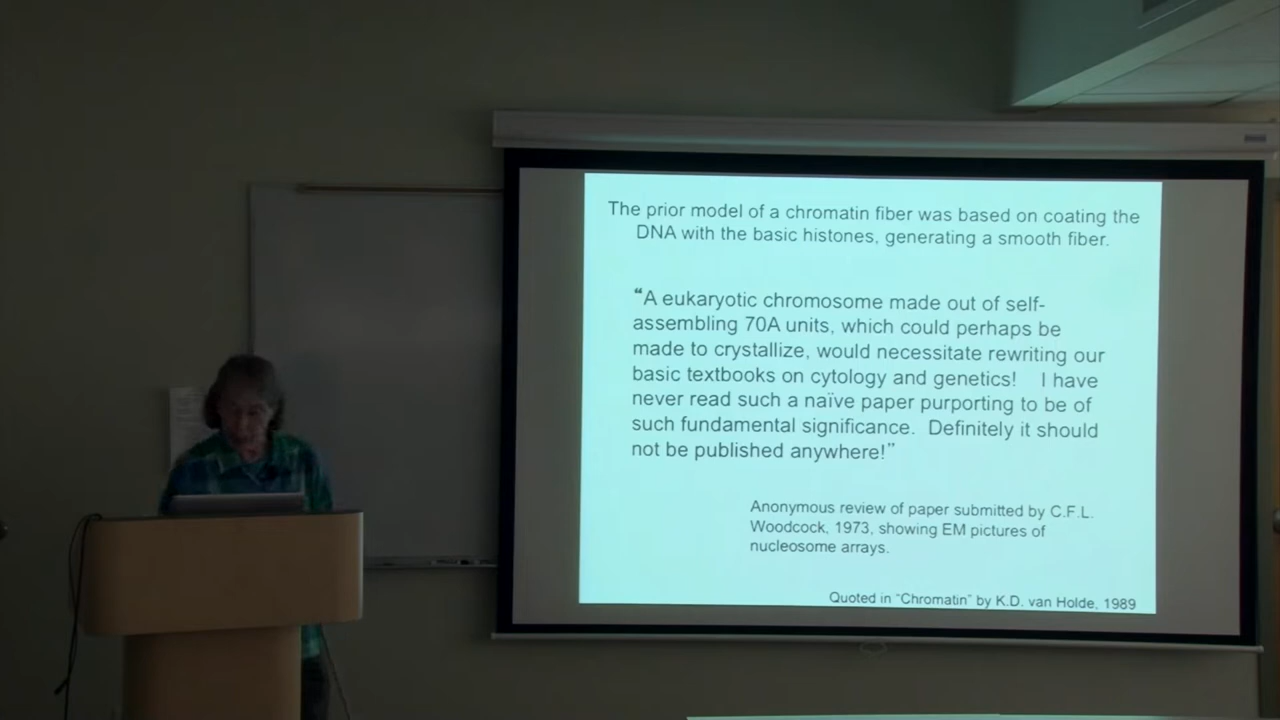 The prior model of a chromatin fiber was based on coating the
DNA with the basic histones, generating a smooth fiber.
“A eukaryotic chromosome made out of self-
assembling 70A units, which could perhaps be
made to crystallize, would necessitate rewriting our
basic textbooks on cytology and genetics! I have
never read such a naïve paper purporting to be of
such fundamental significance. Definitely it should
not be published anywhere!”
Anonymous review of paper submitted by C.F.L.
Woodcock, 1973, showing EM pictures of
nucleosome arrays.
Quoted in “Chromatin” by K.D. van Holde, 1989